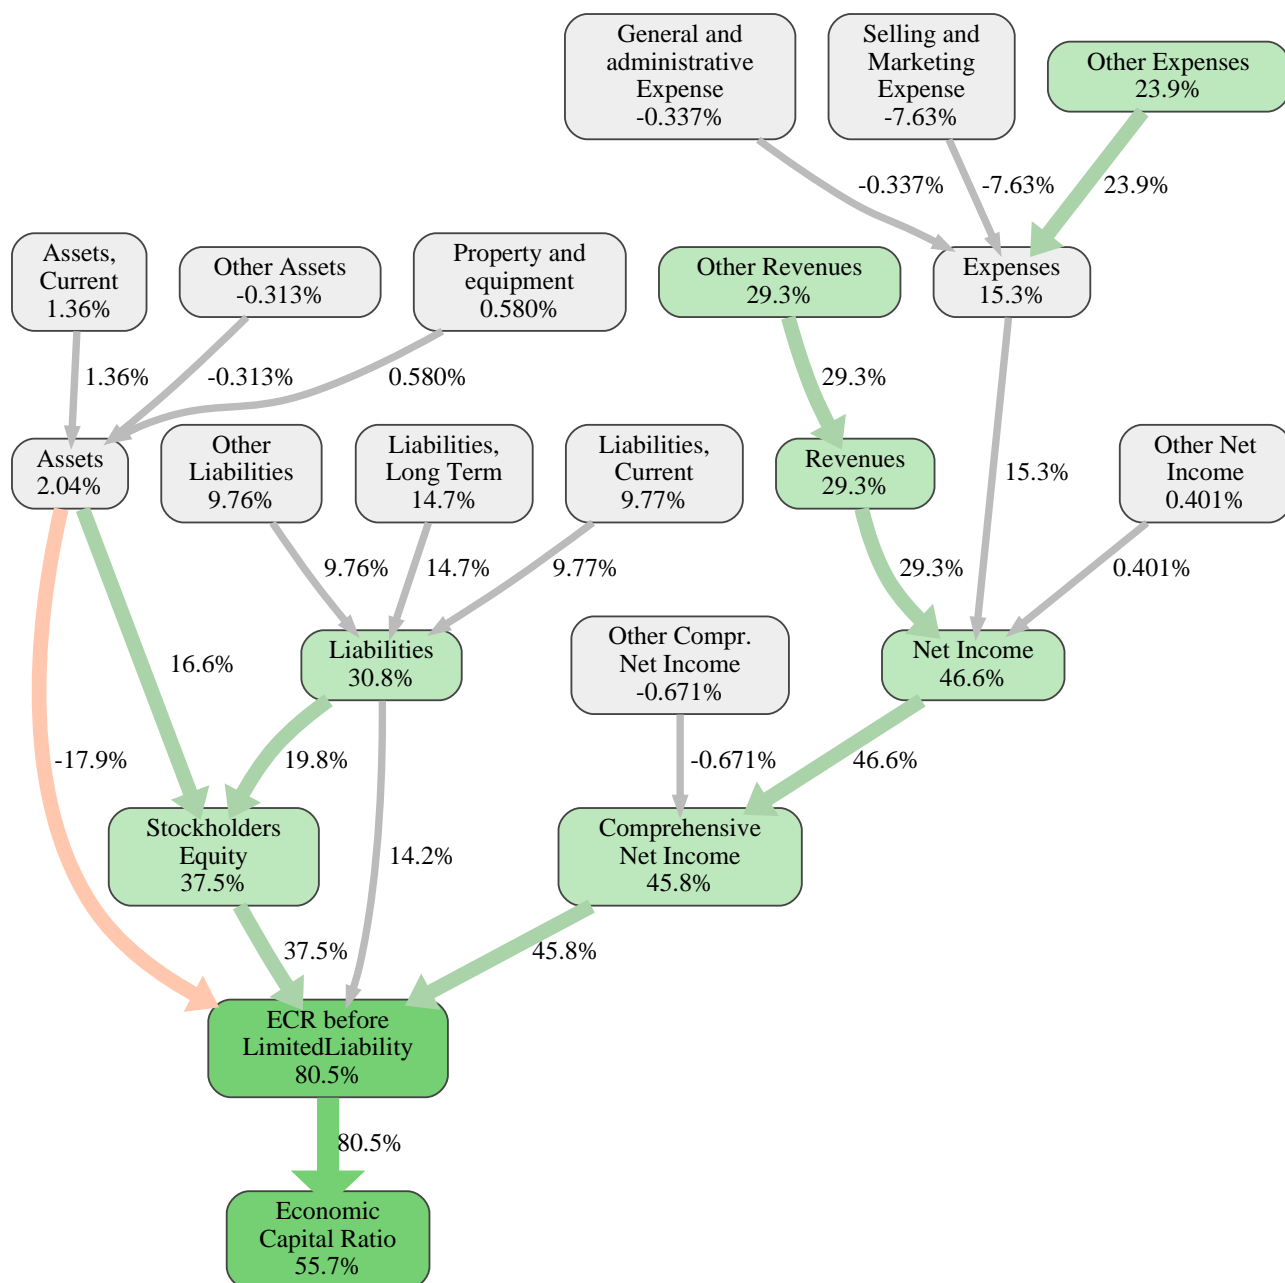 General and
administrative
Expense
-0.337%
Selling and
Marketing
Expense
-7.63%
Other Expenses
23.9%
-0.337%
-7.63%
23.9%
Assets,
Current
1.36%
Other Assets
-0.313%
Property and
equipment
0.580%
Other Revenues
29.3%
Expenses
15.3%
1.36%
-0.313%
0.580%
29.3%
Assets
2.04%
Other
Liabilities
9.76%
Liabilities,
Long Term
14.7%
Liabilities,
Current
9.77%
Revenues
29.3%
15.3%
Other Net
Income
0.401%
9.76%
14.7%
9.77%
29.3%
0.401%
16.6%
Liabilities
30.8%
Other Compr.
Net Income
-0.671%
Net Income
46.6%
-17.9%
19.8%
-0.671%
46.6%
Stockholders
Equity
37.5%
14.2%
Comprehensive
Net Income
45.8%
37.5%
45.8%
ECR before
LimitedLiability
80.5%
80.5%
Economic
Capital Ratio
55.7%